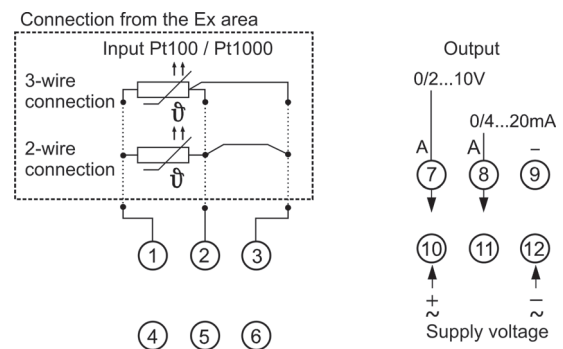 Connection from the Ex area
Input Pt100 / Pt1000
3-wire
connection
ϑ
2-wire
connection
ϑ
1 2 3
4 5 6
Output
0/2...10V
0/4...20mA
A A –
7 8 9
10 11 12
+ –
~ ~
Supply voltage